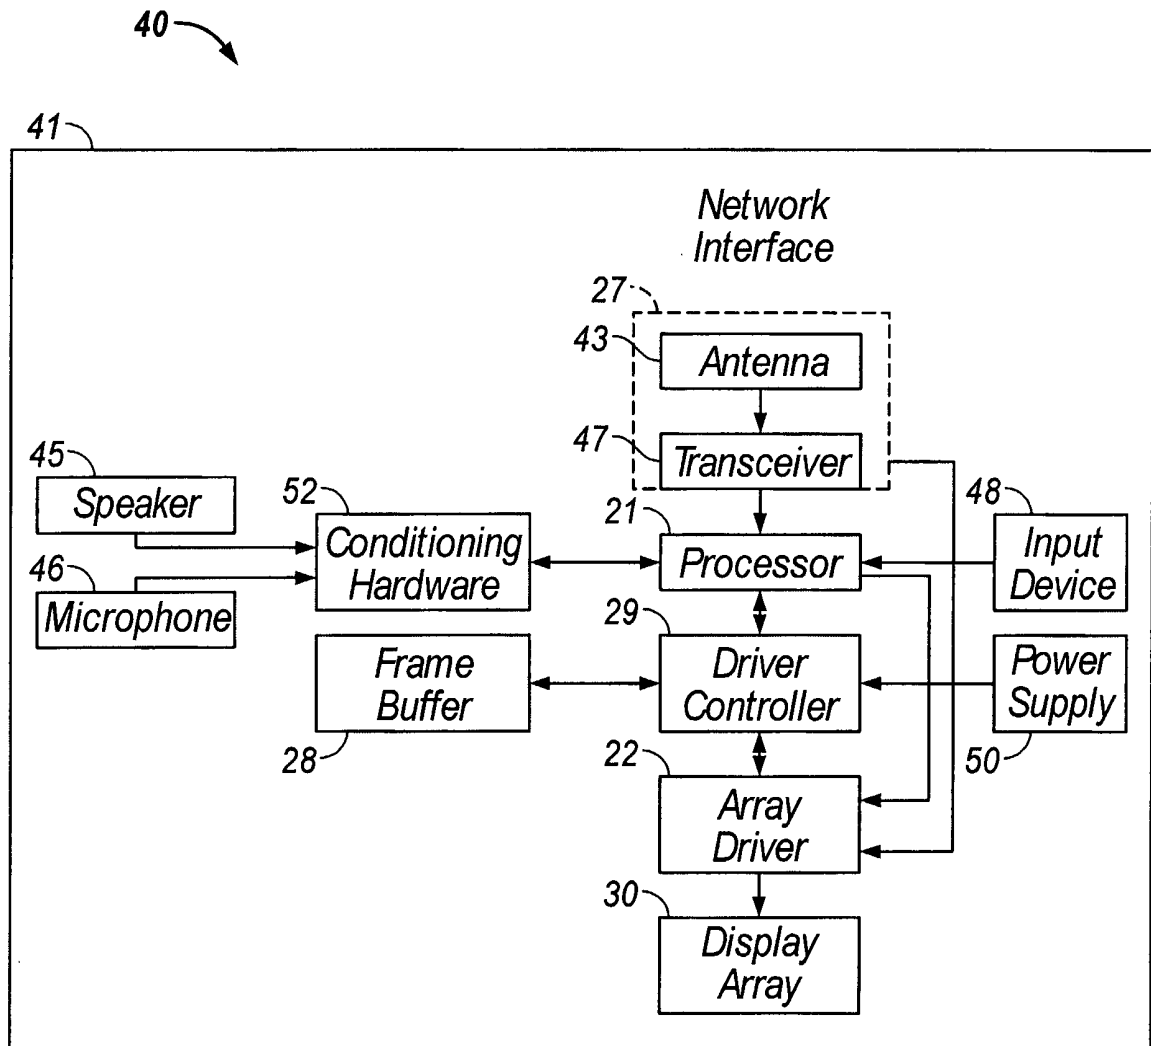 40
41
Network
Interface
27
43
Antenna
47
Transceiver
45
Speaker
52
Conditioning
Hardware
21
Processor
48
Input
Device
46
Microphone
29
Driver
Controller
Frame
Buffer
28
Power
Supply
50
22
Array
Driver
30
Display
Array